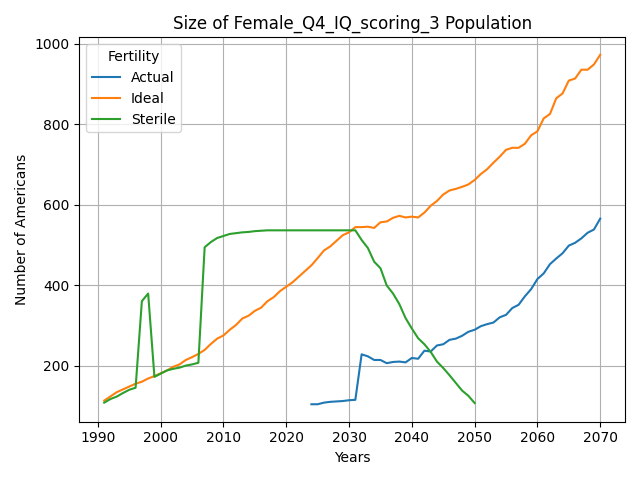 Size of Female_Q4_IQ_scoring_3 Population
Fertility
Actual
Ideal
Sterile
Number of Americans
1000
800
600
400
200
1990 2000 2010 2020 2030 2040 2050 2060 2070
Years